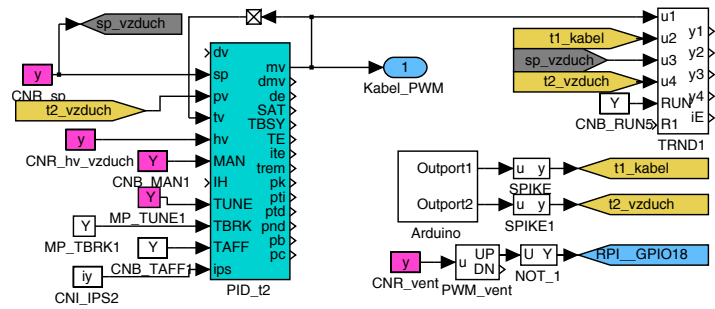 sp_vzduch
y
CNR_sp
t2_vzduch
y
CNR_hv_vzduch
Y
CNB_MAN1
Y
MP_TUNE1
Y
MP_TBRK1
Y
CNB_TAFF1
iy
CNI_IPS2
dv
sp
pv
tv
hv
MAN
IH
TUNE
TBRK
TAFF
ips
mv
dmv
de
SAT
TBSY
TE
ite
trem
pk
pti
ptd
pnd
pb
pc
PID_t2
1
Kabel_PWM
t1_kabel
sp_vzduch
t2_vzduch
Y
CNB_RUN5
u1
u2
u3
u4
RUN
R1
y1
y2
y3
y4
iE
TRND1
Outport1
Outport2
Arduino
u y
SPIKE
u y
SPIKE1
t1_kabel
t2_vzduch
y
CNR_vent
u
UP
DN
PWM_vent
U Y
NOT_1
RPI__GPIO18